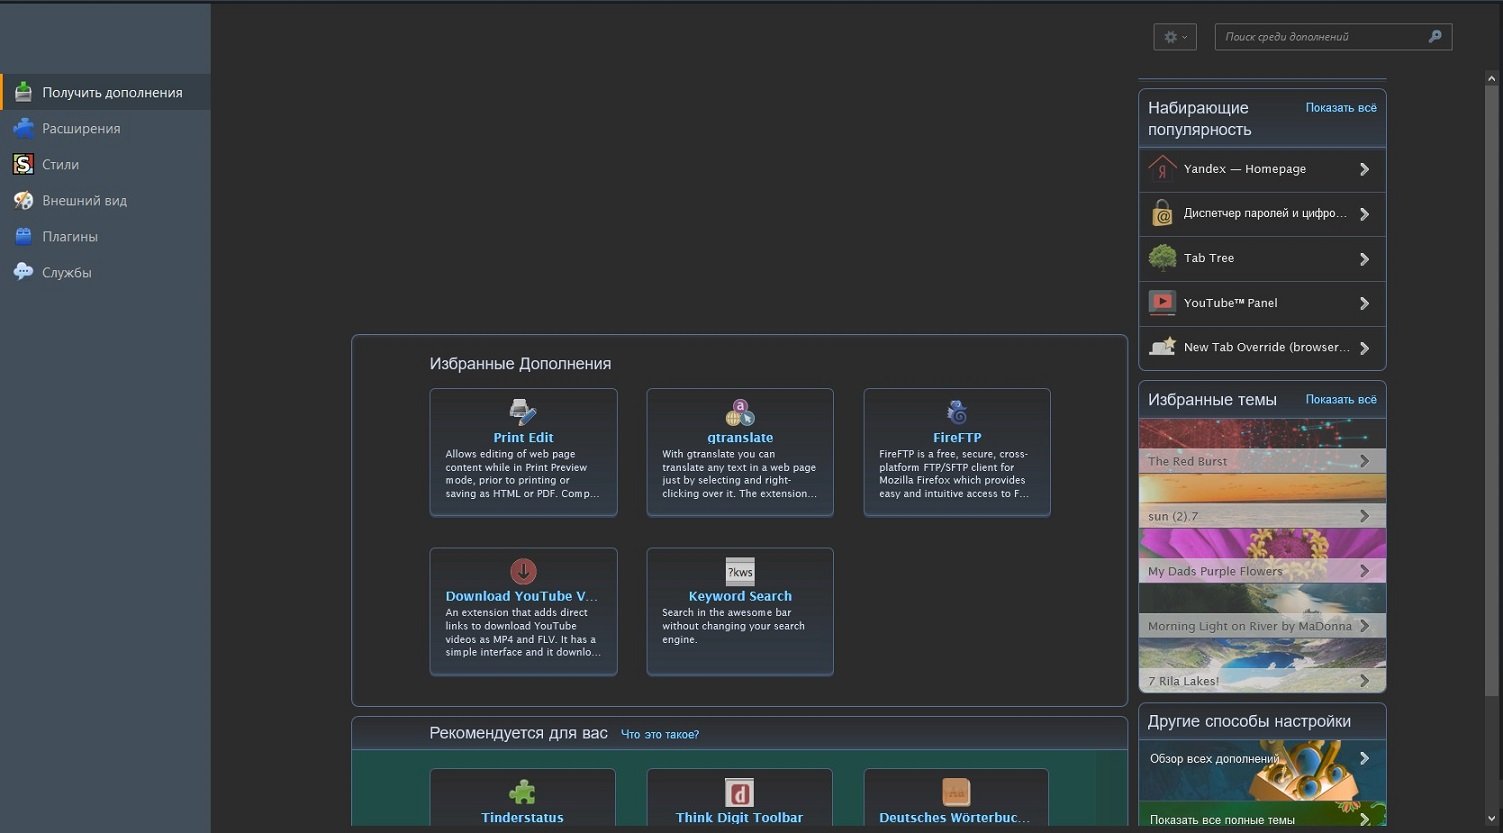 Поиск среди дополнений
Получить дополнения
Расширения
Стили
Внешний вид
Плагины
Службы
Избранные Дополнения
Print Edit
Allows editing of web page
content while in Print Preview
mode, prior to printing or
saving as HTML or PDF. Comp...
gtranslate
With gtranslate you can
translate any text in a web page
just by selecting and right-
clicking over it. The extension...
FireFTP
FireFTP is a free, secure, cross-
platform FTP/SFTP client for
Mozilla Firefox which provides
easy and intuitive access to F...
Download YouTube V...
An extension that adds direct
links to download YouTube
videos as MP4 and FLV. It has a
simple interface and it downlo...
?kws
Keyword Search
Search in the awesome bar
without changing your search
engine.
Рекомендуется для вас Что это такое?
Tinderstatus
Think Digit Toolbar
Deutsches Wörterbuc...
Набирающие
популярность
Показать всё
Yandex — Homepage
Диспетчер паролей и цифро...
Tab Tree
YouTube™ Panel
New Tab Override (browser...
Избранные темы Показать всё
The Red Burst
sun (2).7
My Dads Purple Flowers
Morning Light on River by MaDonna
7 Rila Lakes!
Другие способы настройки
Обзор всех дополнений
Показать все полные темы